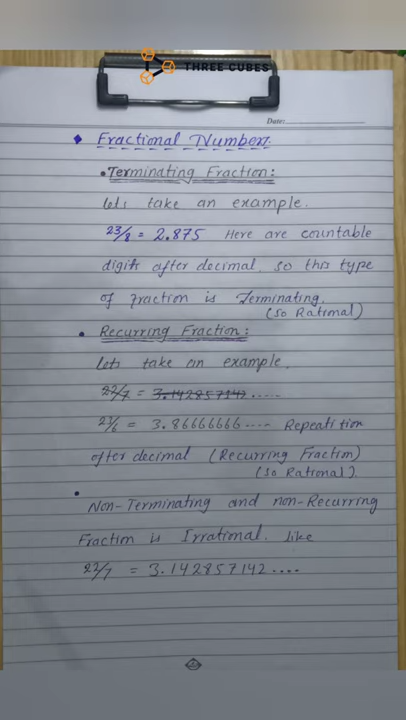 THREE CUBES
Date:
Fractional Number.
Terminating Fraction:
lets take an example.
23/8 = 2.875 Here are countable
digits after decimal, so this type
of fraction is Terminating.
(so Rational)
Recurring Fraction:
lets take an example.
22/7 = 3.142857142.....
23/6 = 3.86666666.... Repeatition
after decimal (Recurring Fraction)
(so Rational).
Non-Terminating and non-Recurring
Fraction is Irrational. like
22/7 = 3.142857142....